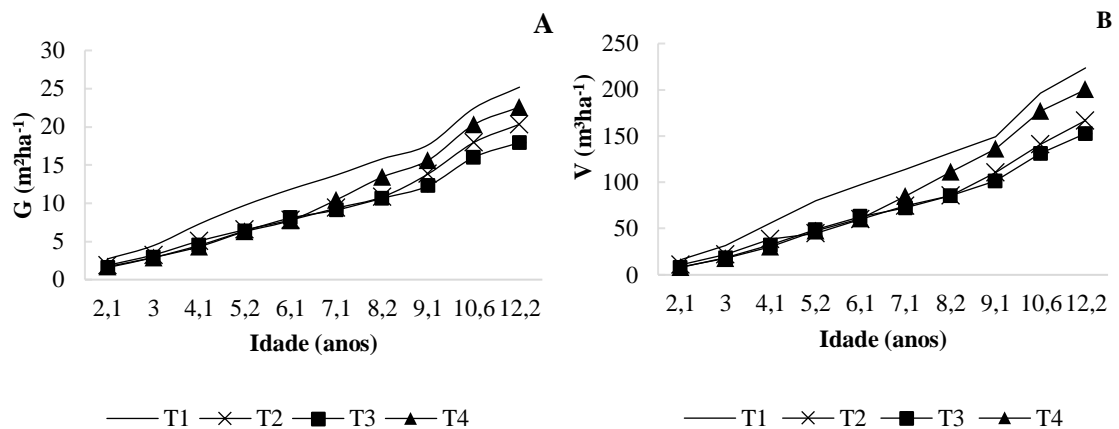 A
G (m²ha⁻¹)
30
25
20
15
10
5
0
2,1 3 4,1 5,2 6,1 7,1 8,2 9,1 10,6 12,2
Idade (anos)
T1 T2 T3 T4
B
V (m³ha⁻¹)
250
200
150
100
50
0
2,1 3 4,1 5,2 6,1 7,1 8,2 9,1 10,6 12,2
Idade (anos)
T1 T2 T3 T4